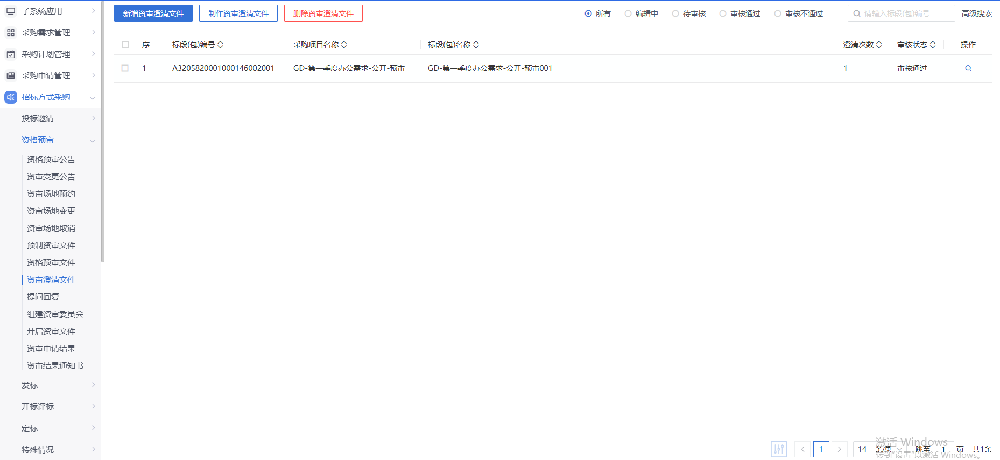 子系统应用
采购需求管理
采购计划管理
采购申请管理
招标方式采购
投标邀请
资格预审
资格预审公告
资审变更公告
资审场地预约
资审场地变更
资审场地取消
预制资审文件
资格预审文件
资审澄清文件
提问回复
组建资审委员会
开启资审文件
资审申请结果
资审结果通知书
发标
开标评标
定标
特殊情况
新增资审澄清文件 制作资审澄清文件 删除资审澄清文件 所有 编辑中 待审核 审核通过 审核不通过 请输入标段(包)编号 高级搜索
序 标段(包)编号 采购项目名称 标段(包)名称 澄清次数 审核状态 操作
1 A3205820001000146002001 GD-第一季度办公需求-公开-预审 GD-第一季度办公需求-公开-预审001 1 审核通过
1 14 条/页 跳至 1 页 共1条
激活 Windows
转到"设置"以激活 Windows。